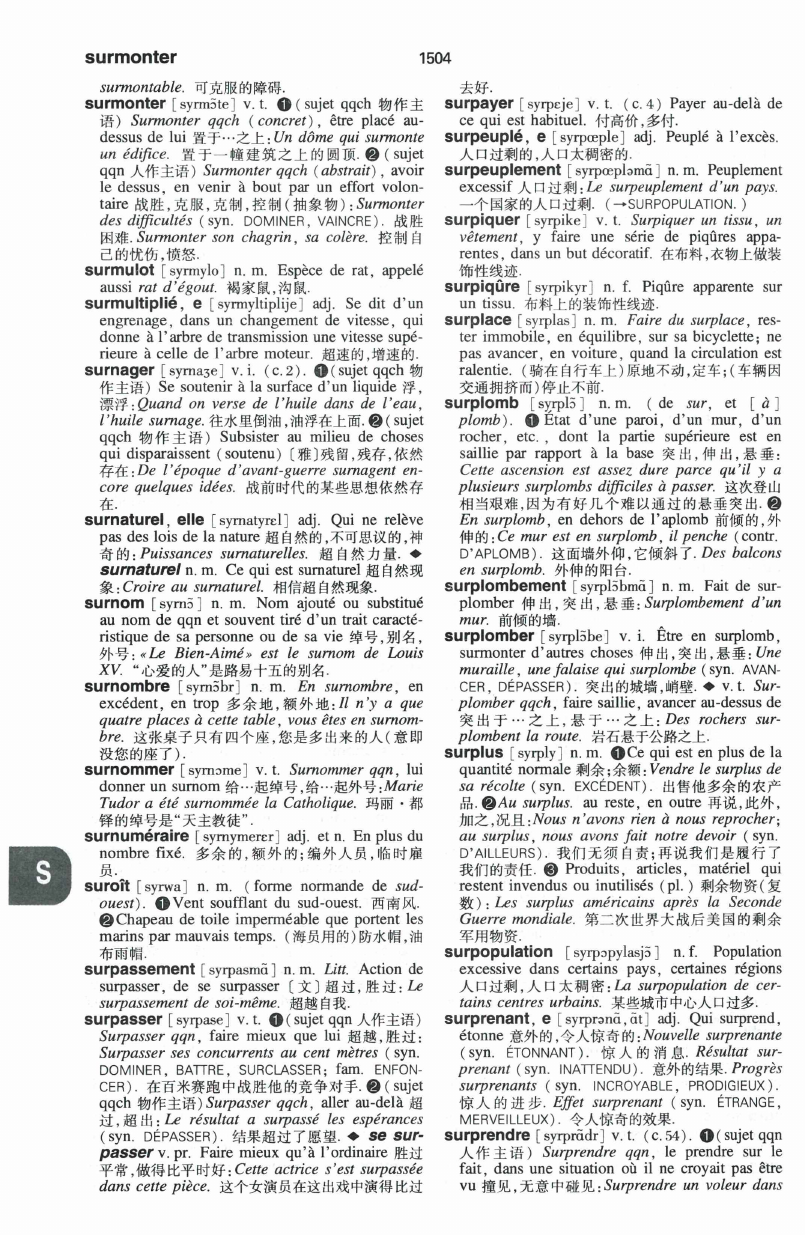 surmonter
1504
surmontable. 可克服的障碍.
surmonter [syrmɔ̃te] v. t. ❶ (sujet qqch 物作主
语) Surmonter qqch (concret), être placé au-
dessus de lui 置于…之上:Un dôme qui surmonte
un édifice. 置于一幢建筑之上的圆顶. ❷ (sujet
qqn 人作主语) Surmonter qqch (abstrait), avoir
le dessus, en venir à bout par un effort volon-
taire 战胜,克服,克制,控制(抽象物):Surmonter
des difficultés (syn. DOMINER, VAINCRE). 战胜
困难. Surmonter son chagrin, sa colère. 控制自
己的忧伤,愤怒.
surmulot [syrmylo] n. m. Espèce de rat, appelé
aussi rat d'égout. 褐家鼠,沟鼠.
surmultiplié, e [syrmyltiplije] adj. Se dit d'un
engrenage, dans un changement de vitesse, qui
donne à l'arbre de transmission une vitesse supé-
rieure à celle de l'arbre moteur. 超速的,增速的.
surnager [syrnaʒe] v. i. (c. 2). ❶ (sujet qqch 物
作主语) Se soutenir à la surface d'un liquide 浮,
漂浮:Quand on verse de l'huile dans de l'eau,
l'huile surnage. 往水里倒油,油浮在上面. ❷ (sujet
qqch 物作主语) Subsister au milieu de choses
qui disparaissent (soutenu) 〔雅〕残留,残存,依然
存在:De l'époque d'avant-guerre surnagent en-
core quelques idées. 战前时代的某些思想依然存
在.
surnaturel, elle [syrnatyrɛl] adj. Qui ne relève
pas des lois de la nature 超自然的,不可思议的,神
奇的:Puissances surnaturelles. 超自然力量. ◆
surnaturel n. m. Ce qui est surnaturel 超自然现
象:Croire au surnaturel. 相信超自然现象.
surnom [syrnɔ̃] n. m. Nom ajouté ou substitué
au nom de qqn et souvent tiré d'un trait caracté-
ristique de sa personne ou de sa vie 绰号,别名,
外号:«Le Bien-Aimé» est le surnom de Louis
XV. “心爱的人”是路易十五的别名.
surnombre [syrnɔ̃br] n. m. En surnombre, en
excédent, en trop 多余地,额外地:Il n'y a que
quatre places à cette table, vous êtes en surnom-
bre. 这张桌子只有四个座,您是多出来的人(意即
没您的座了).
surnommer [syrnɔme] v. t. Surnommer qqn, lui
donner un surnom 给…起绰号,给…起外号:Marie
Tudor a été surnommée la Catholique. 玛丽·都
铎的绰号是“天主教徒”.
surnuméraire [syrnymerɛr] adj. et n. En plus du
nombre fixé. 多余的,额外的;编外人员,临时雇
员.
suroît [syrwa] n. m. (forme normande de sud-
ouest). ❶ Vent soufflant du sud-ouest. 西南风.
❷ Chapeau de toile imperméable que portent les
marins par mauvais temps. (海员用的)防水帽,油
布雨帽.
surpassement [syrpasmɑ̃] n. m. Litt. Action de
surpasser, de se surpasser 〔文〕超过,胜过:Le
surpassement de soi-même. 超越自我.
surpasser [syrpase] v. t. ❶ (sujet qqn 人作主语)
Surpasser qqn, faire mieux que lui 超越,胜过:
Surpasser ses concurrents au cent mètres (syn.
DOMINER, BATTRE, SURCLASSER; fam. ENFON-
CER). 在百米赛跑中战胜他的竞争对手. ❷ (sujet
qqch 物作主语) Surpasser qqch, aller au-delà 超
过,超出:Le résultat a surpassé les espérances
(syn. DÉPASSER). 结果超过了愿望. ◆ se sur-
passer v. pr. Faire mieux qu'à l'ordinaire 胜过
平常,做得比平时好:Cette actrice s'est surpassée
dans cette pièce. 这个女演员在这出戏中演得比过
去好.
surpayer [syrpɛje] v. t. (c. 4) Payer au-delà de
ce qui est habituel. 付高价,多付.
surpeuplé, e [syrpœple] adj. Peuplé à l'excès.
人口过剩的,人口太稠密的.
surpeuplement [syrpœpləmɑ̃] n. m. Peuplement
excessif 人口过剩:Le surpeuplement d'un pays.
一个国家的人口过剩. (→SURPOPULATION.)
surpiquer [syrpike] v. t. Surpiquer un tissu, un
vêtement, y faire une série de piqûres appa-
rentes, dans un but décoratif. 在布料,衣物上做装
饰性线迹.
surpiqûre [syrpikyr] n. f. Piqûre apparente sur
un tissu. 布料上的装饰性线迹.
surplace [syrplas] n. m. Faire du surplace, res-
ter immobile, en équilibre, sur sa bicyclette; ne
pas avancer, en voiture, quand la circulation est
ralentie. (骑在自行车上)原地不动,定车;(车辆因
交通拥挤而)停止不前.
surplomb [syrplɔ̃] n. m. (de sur, et [à]
plomb). ❶ État d'une paroi, d'un mur, d'un
rocher, etc., dont la partie supérieure est en
saillie par rapport à la base 突出,伸出,悬垂:
Cette ascension est assez dure parce qu'il y a
plusieurs surplombs difficiles à passer. 这次登山
相当艰难,因为有好几个难以通过的悬垂突出. ❷
En surplomb, en dehors de l'aplomb 前倾的,外
伸的:Ce mur est en surplomb, il penche (contr.
D'APLOMB). 这面墙外仰,它倾斜了. Des balcons
en surplomb. 外伸的阳台.
surplombement [syrplɔ̃bmɑ̃] n. m. Fait de sur-
plomber 伸出,突出,悬垂:Surplombement d'un
mur. 前倾的墙.
surplomber [syrplɔ̃be] v. i. Être en surplomb,
surmonter d'autres choses 伸出,突出,悬垂:Une
muraille, une falaise qui surplombe (syn. AVAN-
CER, DÉPASSER). 突出的城墙,峭壁. ◆ v. t. Sur-
plomber qqch, faire saillie, avancer au-dessus de
突出于…之上,悬于…之上:Des rochers sur-
plombent la route. 岩石悬于公路之上.
surplus [syrply] n. m. ❶ Ce qui est en plus de la
quantité normale 剩余;余额:Vendre le surplus de
sa récolte (syn. EXCÉDENT). 出售他多余的农产
品. ❷ Au surplus. au reste, en outre 再说,此外,
加之,况且:Nous n'avons rien à nous reprocher;
au surplus, nous avons fait notre devoir (syn.
D'AILLEURS). 我们无须自责;再说我们是履行了
我们的责任. ❸ Produits, articles, matériel qui
restent invendus ou inutilisés (pl.) 剩余物资(复
数):Les surplus américains après la Seconde
Guerre mondiale. 第二次世界大战后美国的剩余
军用物资.
surpopulation [syrpɔpylasjɔ̃] n. f. Population
excessive dans certains pays, certaines régions
人口过剩,人口太稠密:La surpopulation de cer-
tains centres urbains. 某些城市中心人口过多.
surprenant, e [syrprənɑ̃, ɑ̃t] adj. Qui surprend,
étonne 意外的,令人惊奇的:Nouvelle surprenante
(syn. ÉTONNANT). 惊人的消息. Résultat sur-
prenant (syn. INATTENDU). 意外的结果. Progrès
surprenants (syn. INCROYABLE, PRODIGIEUX).
惊人的进步. Effet surprenant (syn. ÉTRANGE,
MERVEILLEUX). 令人惊奇的效果.
surprendre [syrprɑ̃dr] v. t. (c. 54). ❶ (sujet qqn
人作主语) Surprendre qqn, le prendre sur le
fait, dans une situation où il ne croyait pas être
vu 撞见,无意中碰见:Surprendre un voleur dans
S